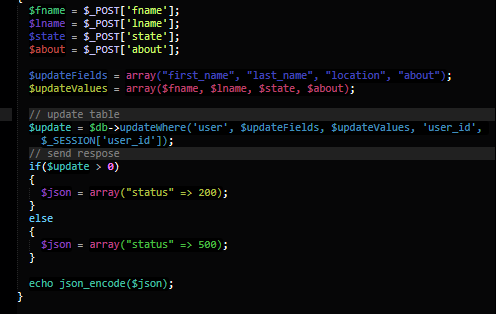 {
$fname = $_POST['fname'];
$lname = $_POST['lname'];
$state = $_POST['state'];
$about = $_POST['about'];
$updateFields = array("first_name", "last_name", "location", "about");
$updateValues = array($fname, $lname, $state, $about);
// update table
$update = $db->updateWhere('user', $updateFields, $updateValues, 'user_id',
$_SESSION['user_id']);
// send respose
if($update > 0)
{
$json = array("status" => 200);
}
else
{
$json = array("status" => 500);
}
echo json_encode($json);
}